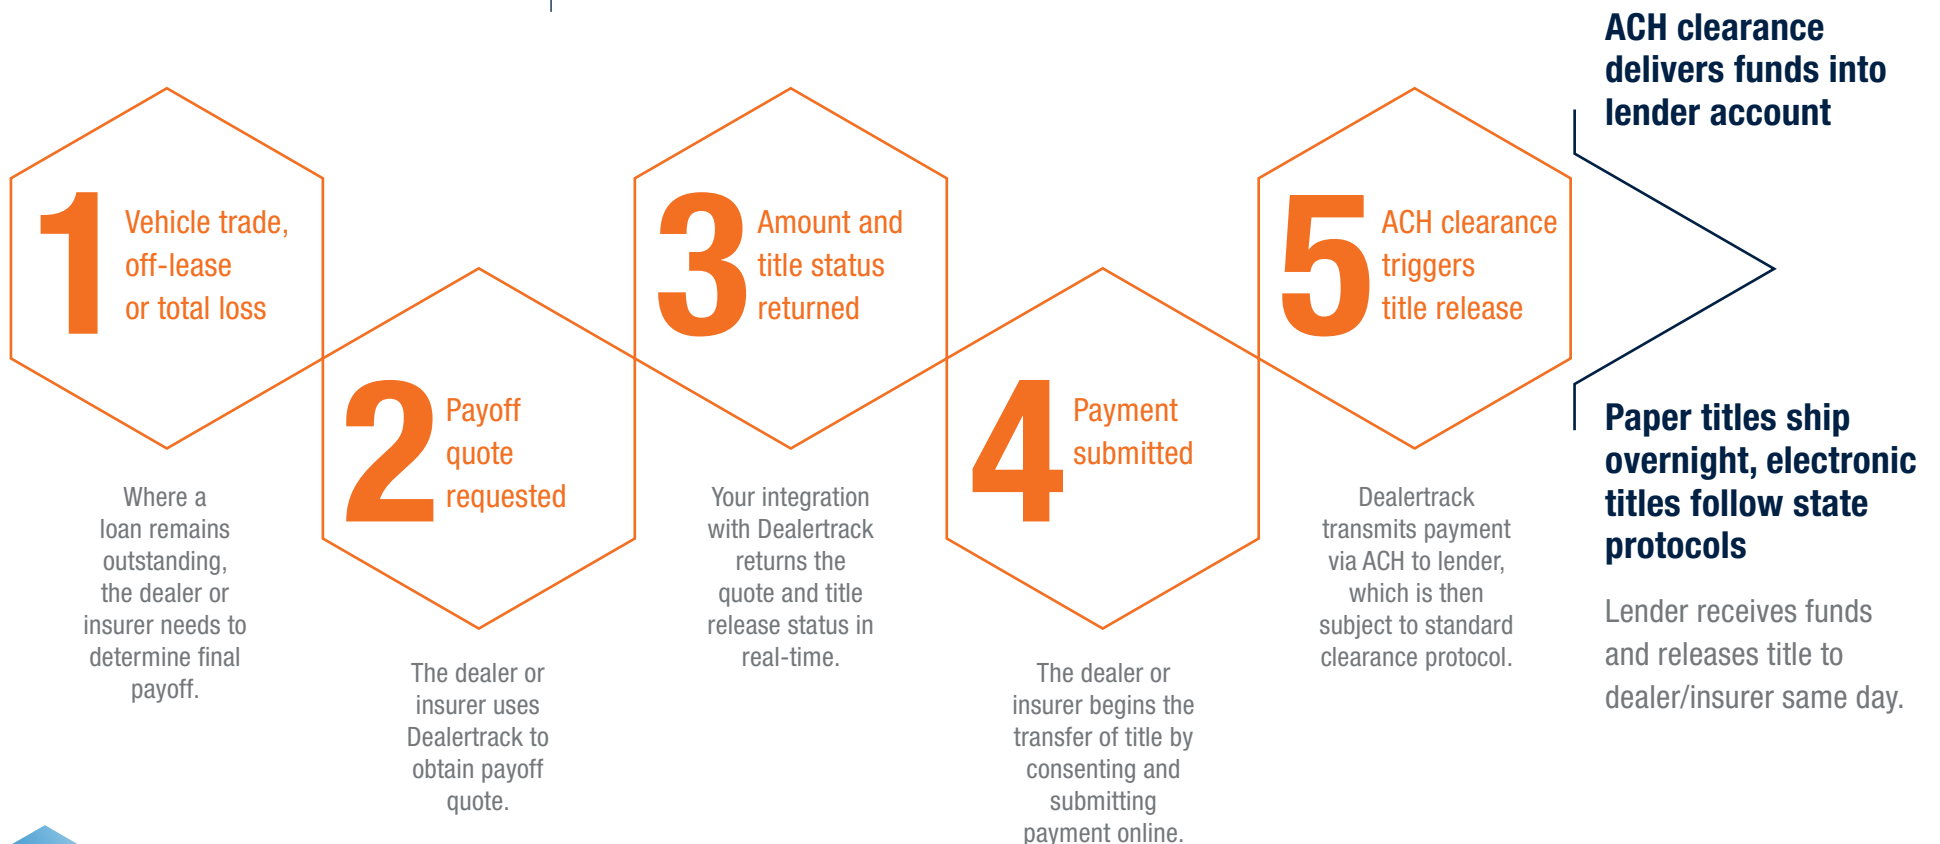 1
Vehicle trade,
off-lease
or total loss
Where a
loan remains
outstanding,
the dealer or
insurer needs to
determine final
payoff.
2
Payoff
quote
requested
The dealer or
insurer uses
Dealertrack to
obtain payoff
quote.
3
Amount and
title status
returned
Your integration
with Dealertrack
returns the
quote and title
release status in
real-time.
4
Payment
submitted
The dealer or
insurer begins the
transfer of title by
consenting and
submitting
payment online.
5
ACH clearance
triggers
title release
Dealertrack
transmits payment
via ACH to lender,
which is then
subject to standard
clearance protocol.
ACH clearance
delivers funds into
lender account
Paper titles ship
overnight, electronic
titles follow state
protocols
Lender receives funds
and releases title to
dealer/insurer same day.